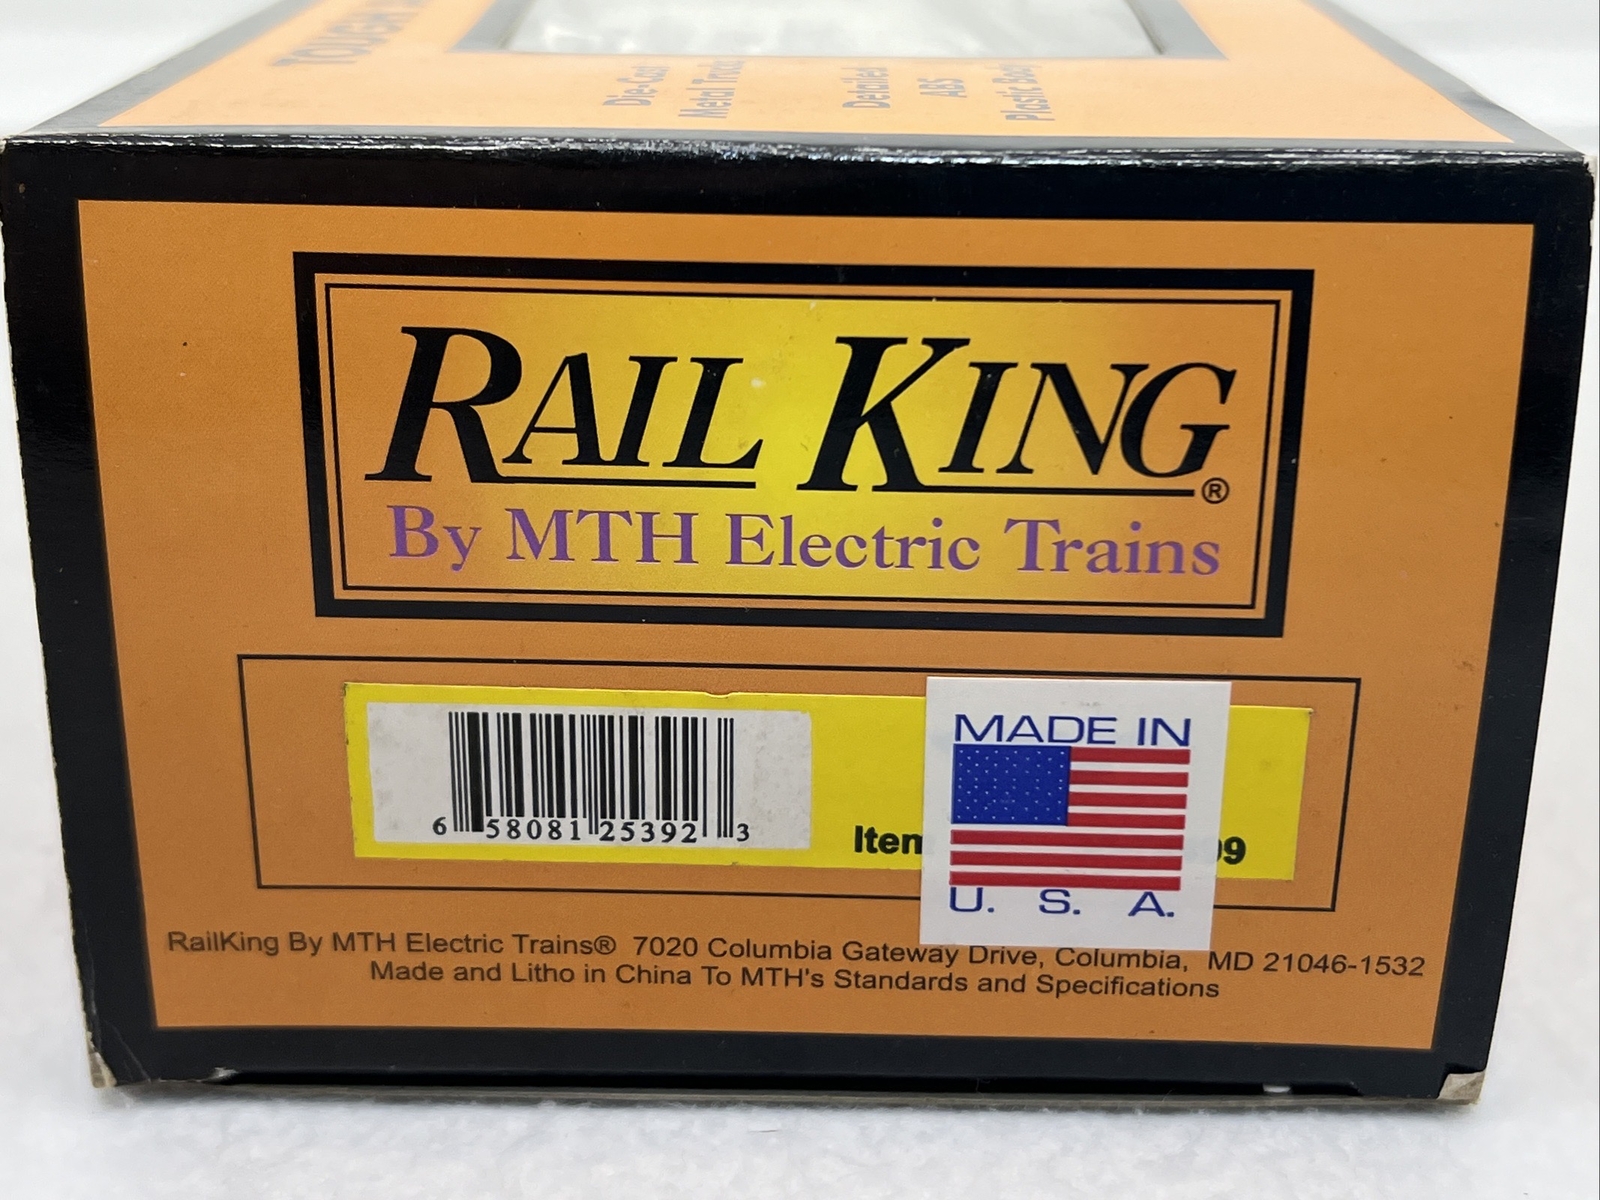 TOUGH
Die-Cast
Metal Trucks
Detailed
ABS
Plastic Body
RAIL KING®
By MTH Electric Trains
MADE IN
U. S. A.
6 58081 25392 3
RailKing By MTH Electric Trains® 7020 Columbia Gateway Drive, Columbia, MD 21046-1532
Made and Litho in China To MTH's Standards and Specifications